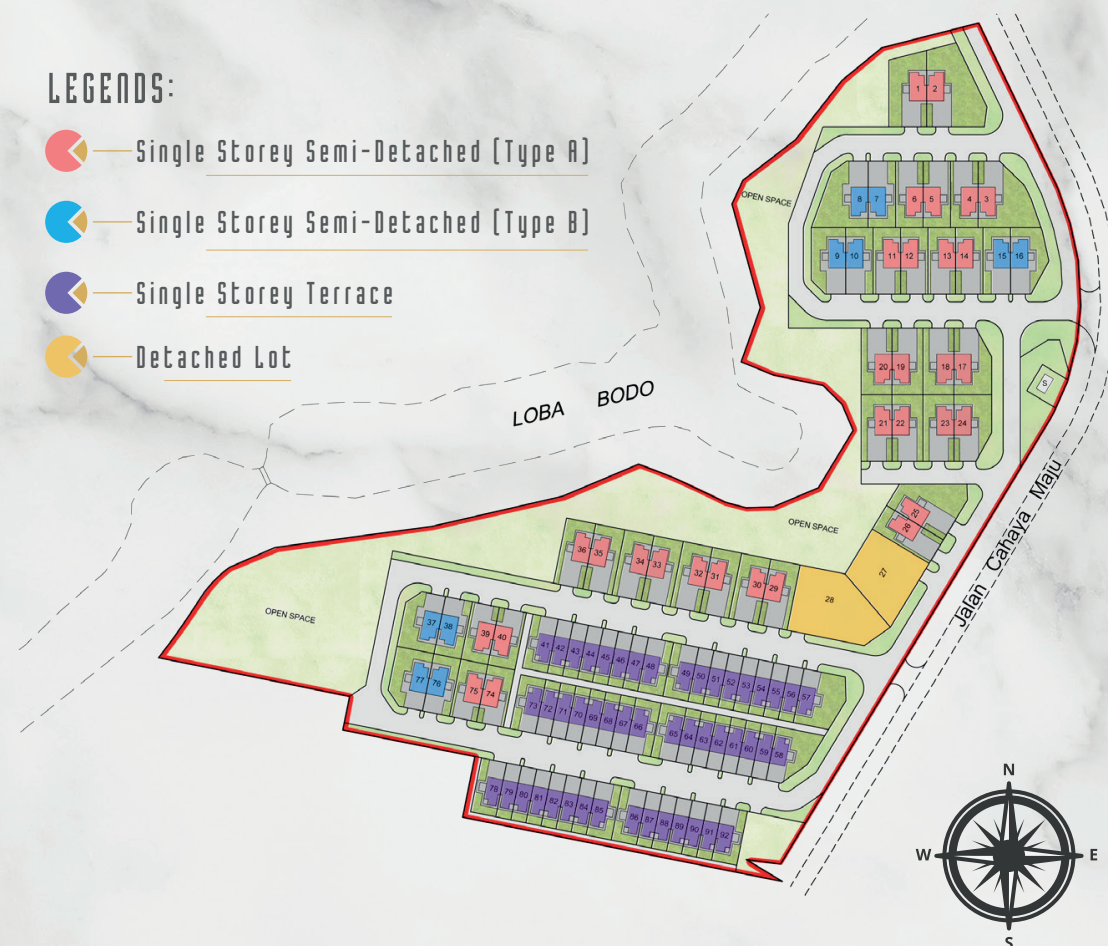 LEGENDS:
Single Storey Semi-Detached (Type A)
Single Storey Semi-Detached (Type B)
Single Storey Terrace
Detached Lot
1 2
OPEN SPACE
8 7 6 5 4 3
9 10 11 12 13 14 15 16
20 19 18 17
S
LOBA BODO
21 22 23 24
Jalan Cahaya Maju
25
26
OPEN SPACE
27
28
36 35 34 33 32 31 30 29
OPEN SPACE
37 38 39 40
41 42 43 44 45 46 47 48 49 50 51 52 53 54 55 56 57
77 76 75 74
73 72 71 70 69 68 67 66 65 64 63 62 61 60 59 58
78 79 80 81 82 83 84 85 86 87 88 89 90 91 92
N
W E
S